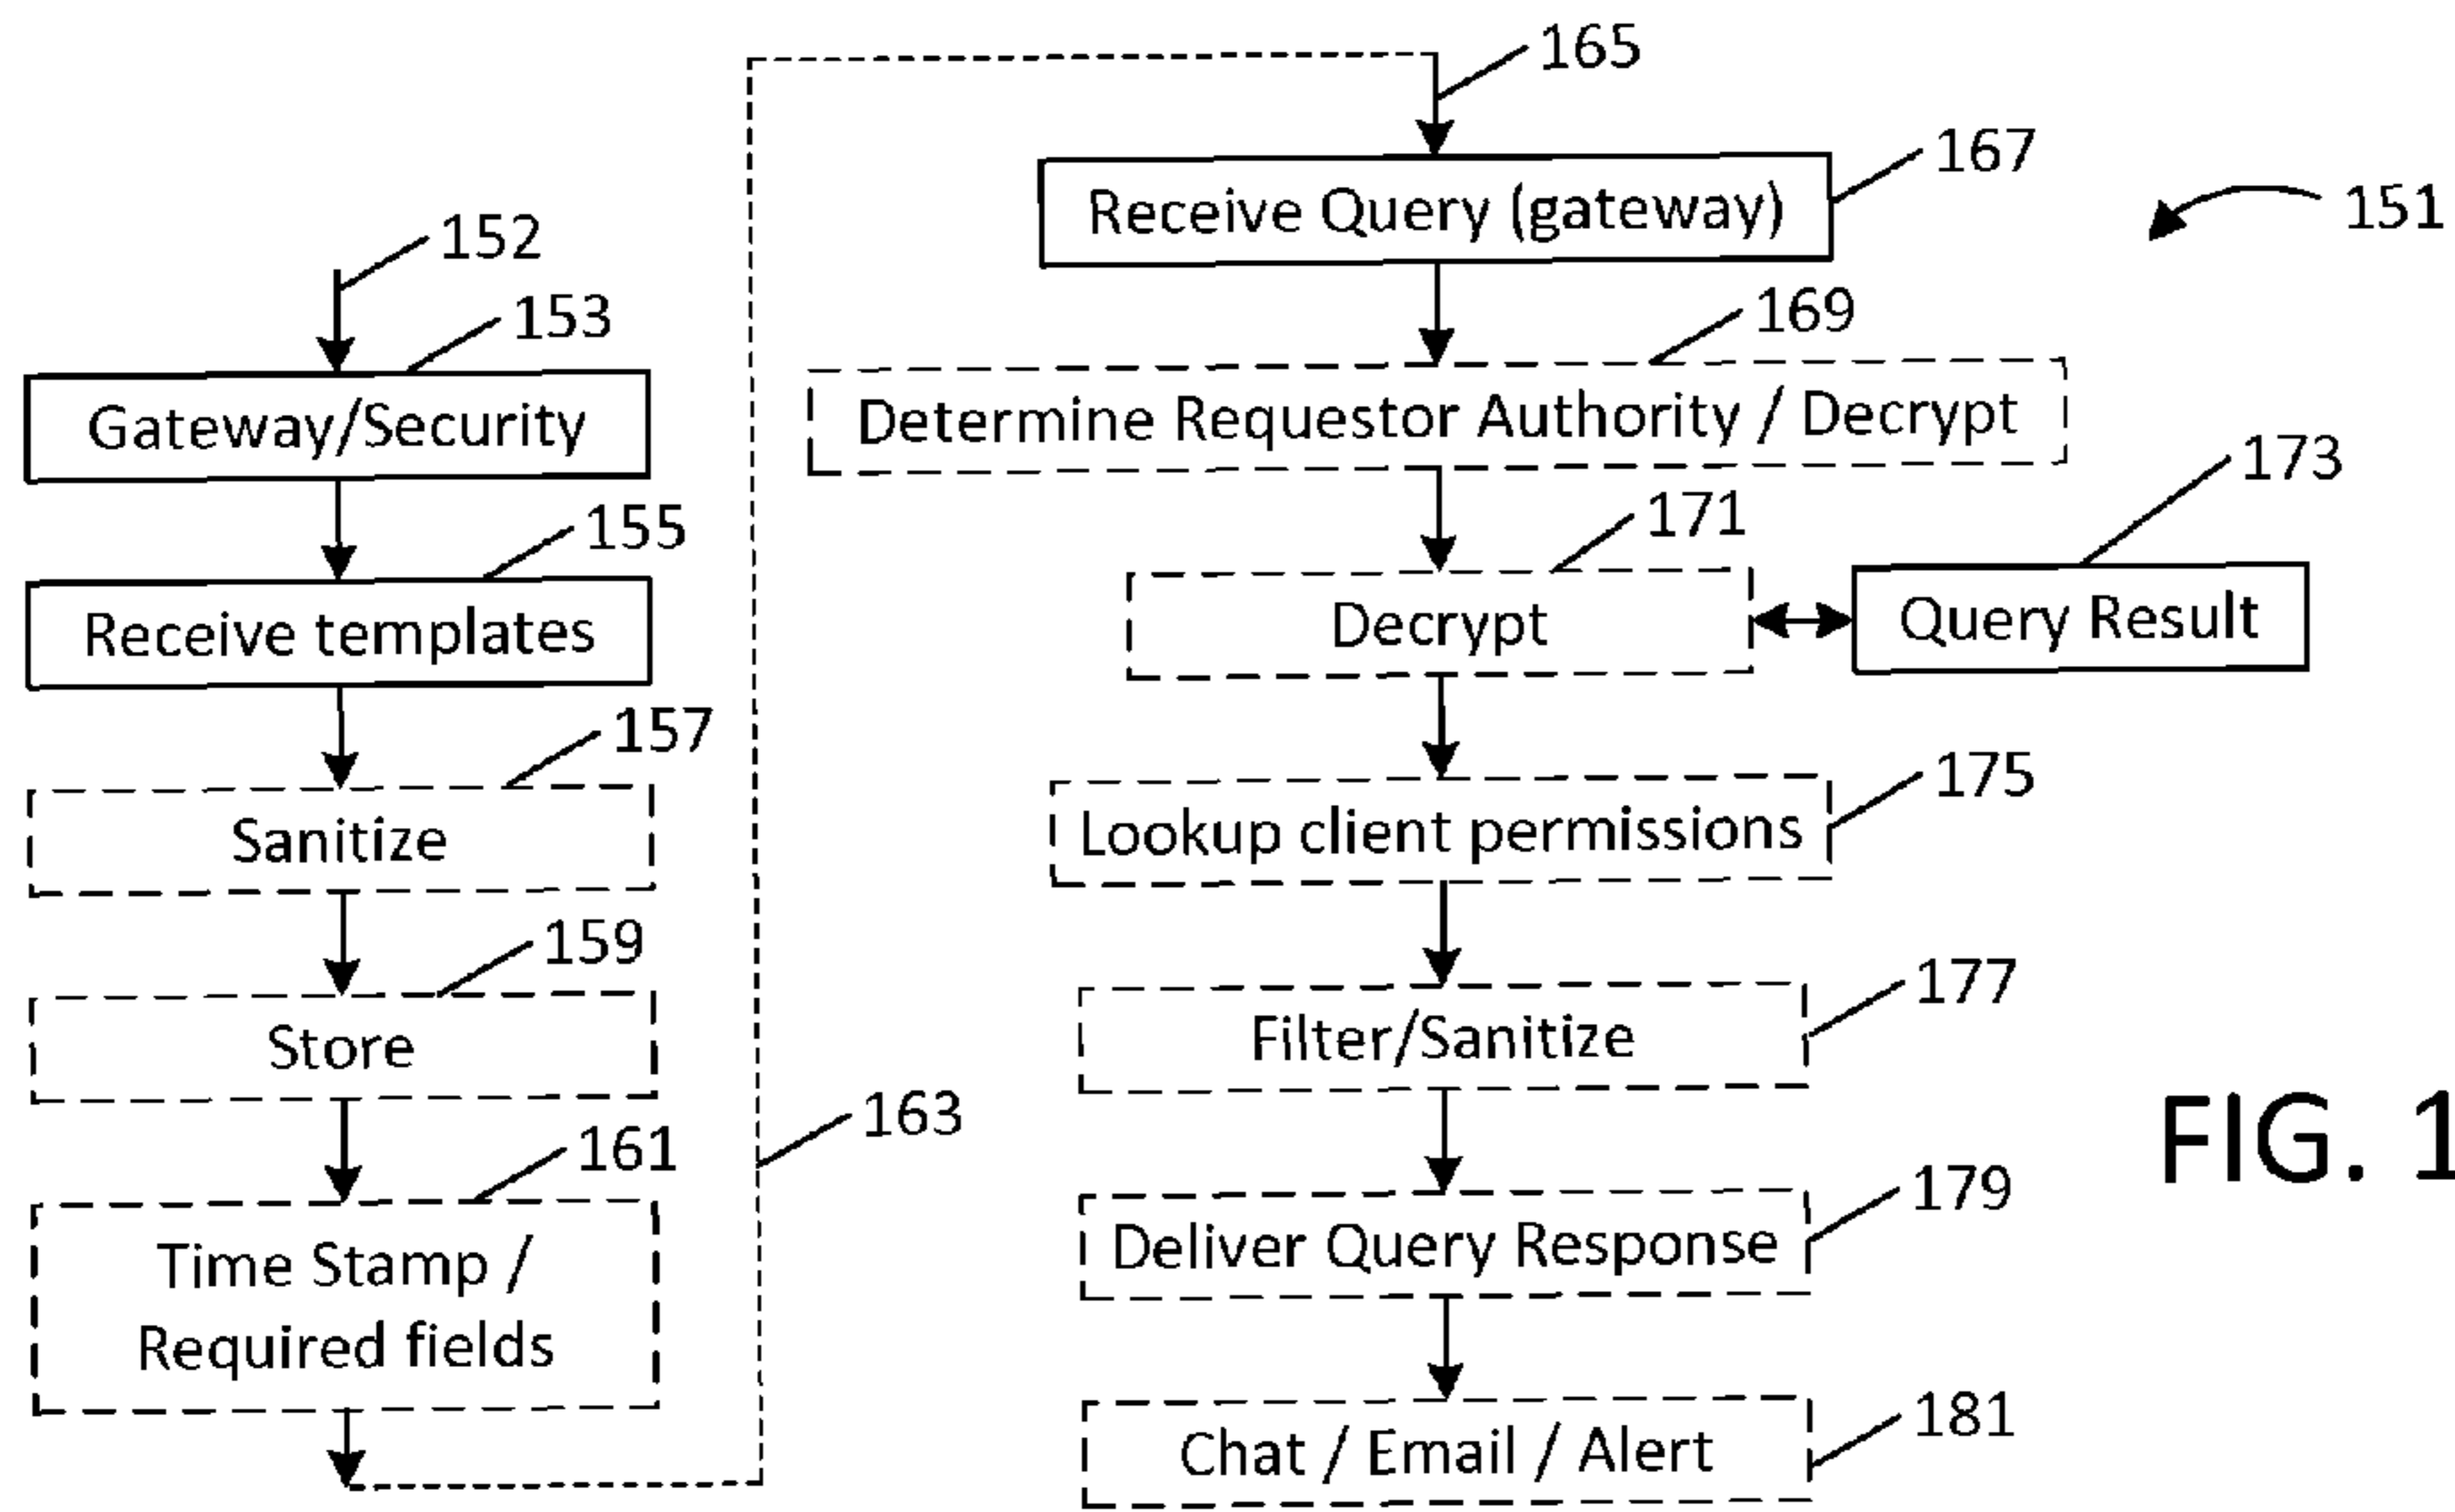 152
153
Gateway/Security
155
Receive templates
157
Sanitize
159
Store
161
Time Stamp /
Required fields
163
165
167
Receive Query (gateway)
151
169
Determine Requestor Authority / Decrypt
173
171
Decrypt
Query Result
175
Lookup client permissions
177
Filter/Sanitize
179
Deliver Query Response
181
Chat / Email / Alert
FIG. 1